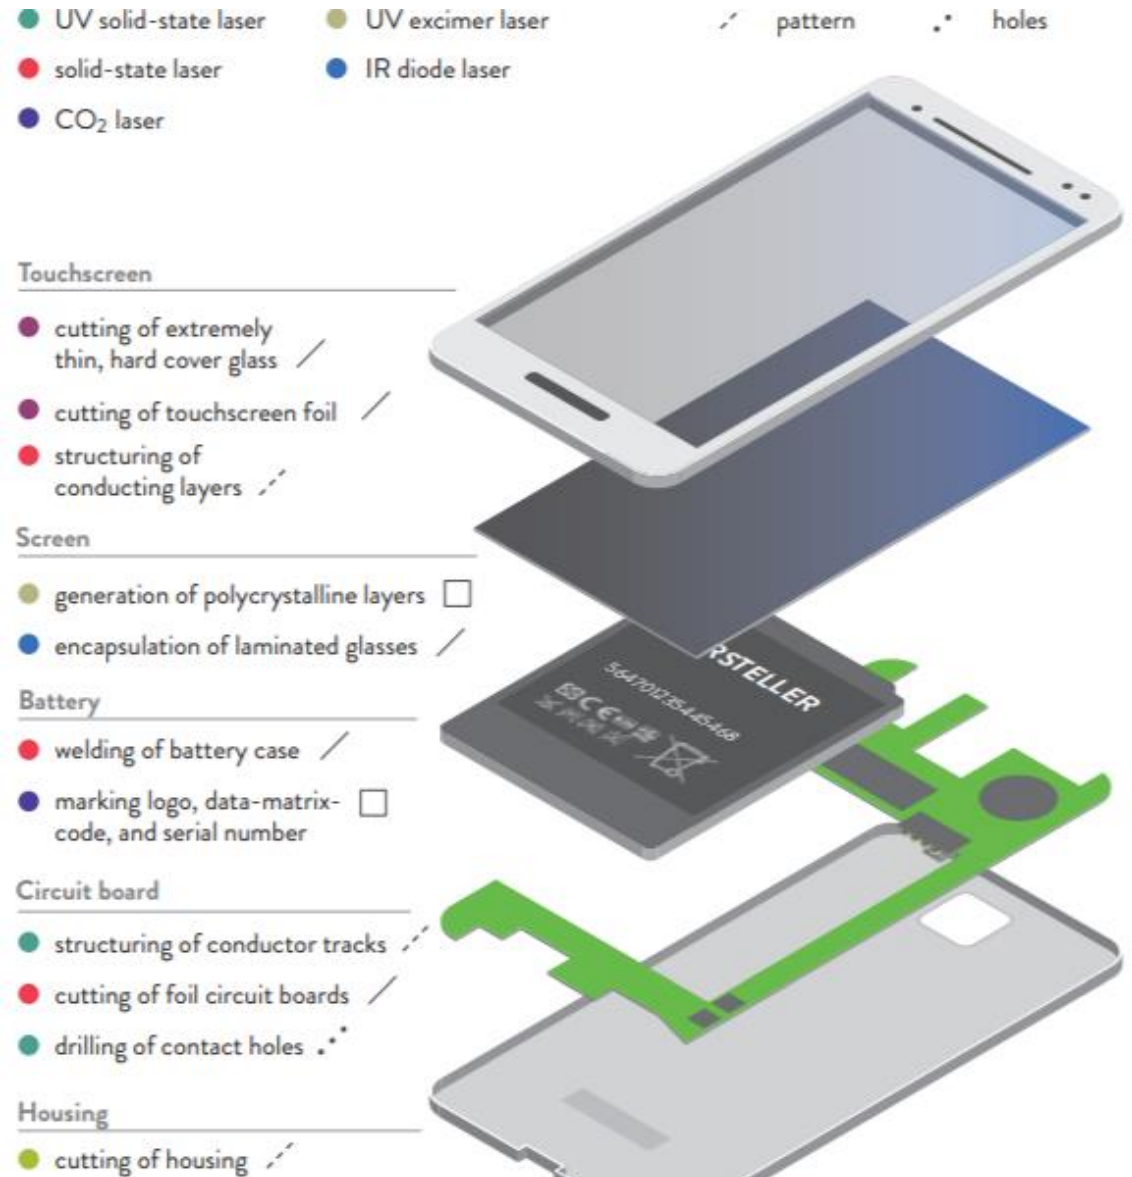 UV solid-state laser
UV excimer laser
pattern
holes
solid-state laser
IR diode laser
CO₂ laser
Touchscreen
cutting of extremely
thin, hard cover glass
cutting of touchscreen foil
structuring of
conducting layers
Screen
generation of polycrystalline layers
encapsulation of laminated glasses
Battery
welding of battery case
marking logo, data-matrix-
code, and serial number
Circuit board
structuring of conductor tracks
cutting of foil circuit boards
drilling of contact holes
Housing
cutting of housing
RSTELLER
564701235445468
CE